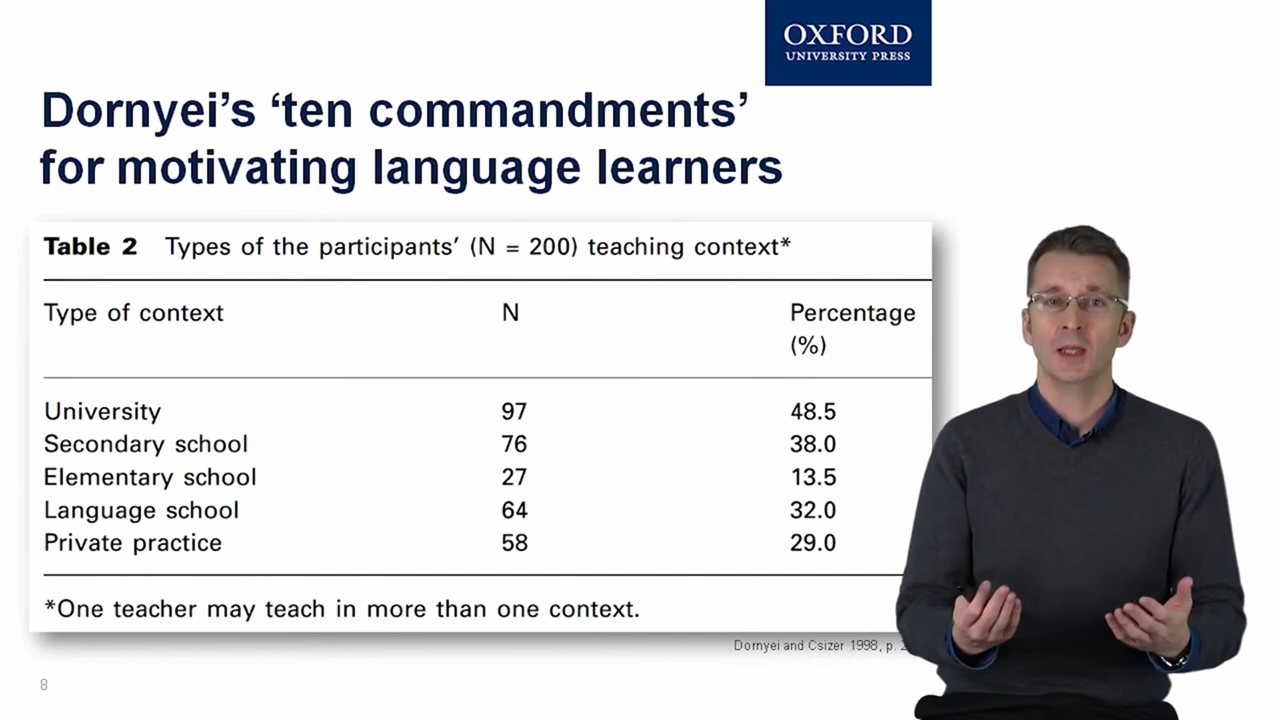 OXFORD
UNIVERSITY PRESS
Dornyei's ‘ten commandments’
for motivating language learners
Table 2 Types of the participants' (N = 200) teaching context*
Type of context N Percentage
(%)
University 97 48.5
Secondary school 76 38.0
Elementary school 27 13.5
Language school 64 32.0
Private practice 58 29.0
*One teacher may teach in more than one context.
Dornyei and Csizer 1998, p.
8